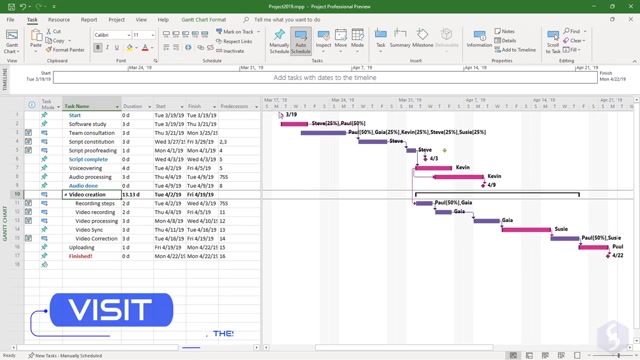 Project2019.mpp - Project Professional Preview
Gantt Chart Format
File Task Resource Report Project View Help Format Tell me what you want to do
Gantt Chart
Paste
Cut
Copy
Format Painter
Calibri 11
Mark on Track
Respect Links
Manually Schedule
Auto Schedule
Inspect Move Mode
Task Summary Milestone Deliverable
Information
Notes
Details
Add to Timeline
Scroll to Task
View Clipboard Font Schedule Tasks Insert Properties Editing
TIMELINE
Mar 24, '19 Mar 31, '19 Apr 7, '19 Apr 14, '19
Start
Tue 3/19/19
Add tasks with dates to the timeline
Finish
Mon 4/22/19
Task Mode Task Name Duration Start Finish Predecessors
Mar 17, '19 Mar 24, '19 Mar 31, '19 Apr 7, '19 Apr 14, '19 Apr 21, '19
1 Start 0 d Tue 3/19/19 Tue 3/19/19 3/19
2 Software study 3 d Tue 3/19/19 Thu 3/21/19 Steve[25%],Paul[50%]
3 Team consultation 3 d Thu 3/21/19 Mon 3/25/19 Paul[50%],Gaia[25%],Kevin[25%],Steve[25%],Susie[25%]
4 Script constitution 3 d Wed 3/27/19 Fri 3/29/19 2,3 Steve
5 Script proofreading 1 d Mon 4/1/19 Mon 4/1/19 4 Steve
6 Script complete 0 d Wed 4/3/19 Wed 4/3/19 5 4/3
7 Voiceovering 4 d Tue 4/2/19 Fri 4/5/19 Kevin
8 Audio processing 3 d Thu 4/4/19 Tue 4/9/19 Kevin
9 Audio done 0 d Tue 4/9/19 Tue 4/9/19 8 4/9
10 Video creation 13.13 d Tue 4/2/19 Fri 4/19/19
11 Recording steps 2 d Tue 4/2/19 Wed 4/3/19 Paul[50%],Gaia
12 Video recording 2 d Thu 4/4/19 Fri 4/5/19 11 Gaia
13 Video processing Mon 4/8/19 Wed 4/10/19 Gaia
14 Video Sync Thu 4/11/19 Tue 4/16/19 Susie
15 Video Correction Tue 4/16/19 Fri 4/19/19 Paul[50%],Susie
16 Uploading 1 d Fri 4/19/19 Mon 4/22/19 Paul
17 Finished! 0 d Mon 4/22/19 Mon 4/22/19 16 4/22
18
GANTT CHART
VISIT
THE
New Tasks : Manually Scheduled